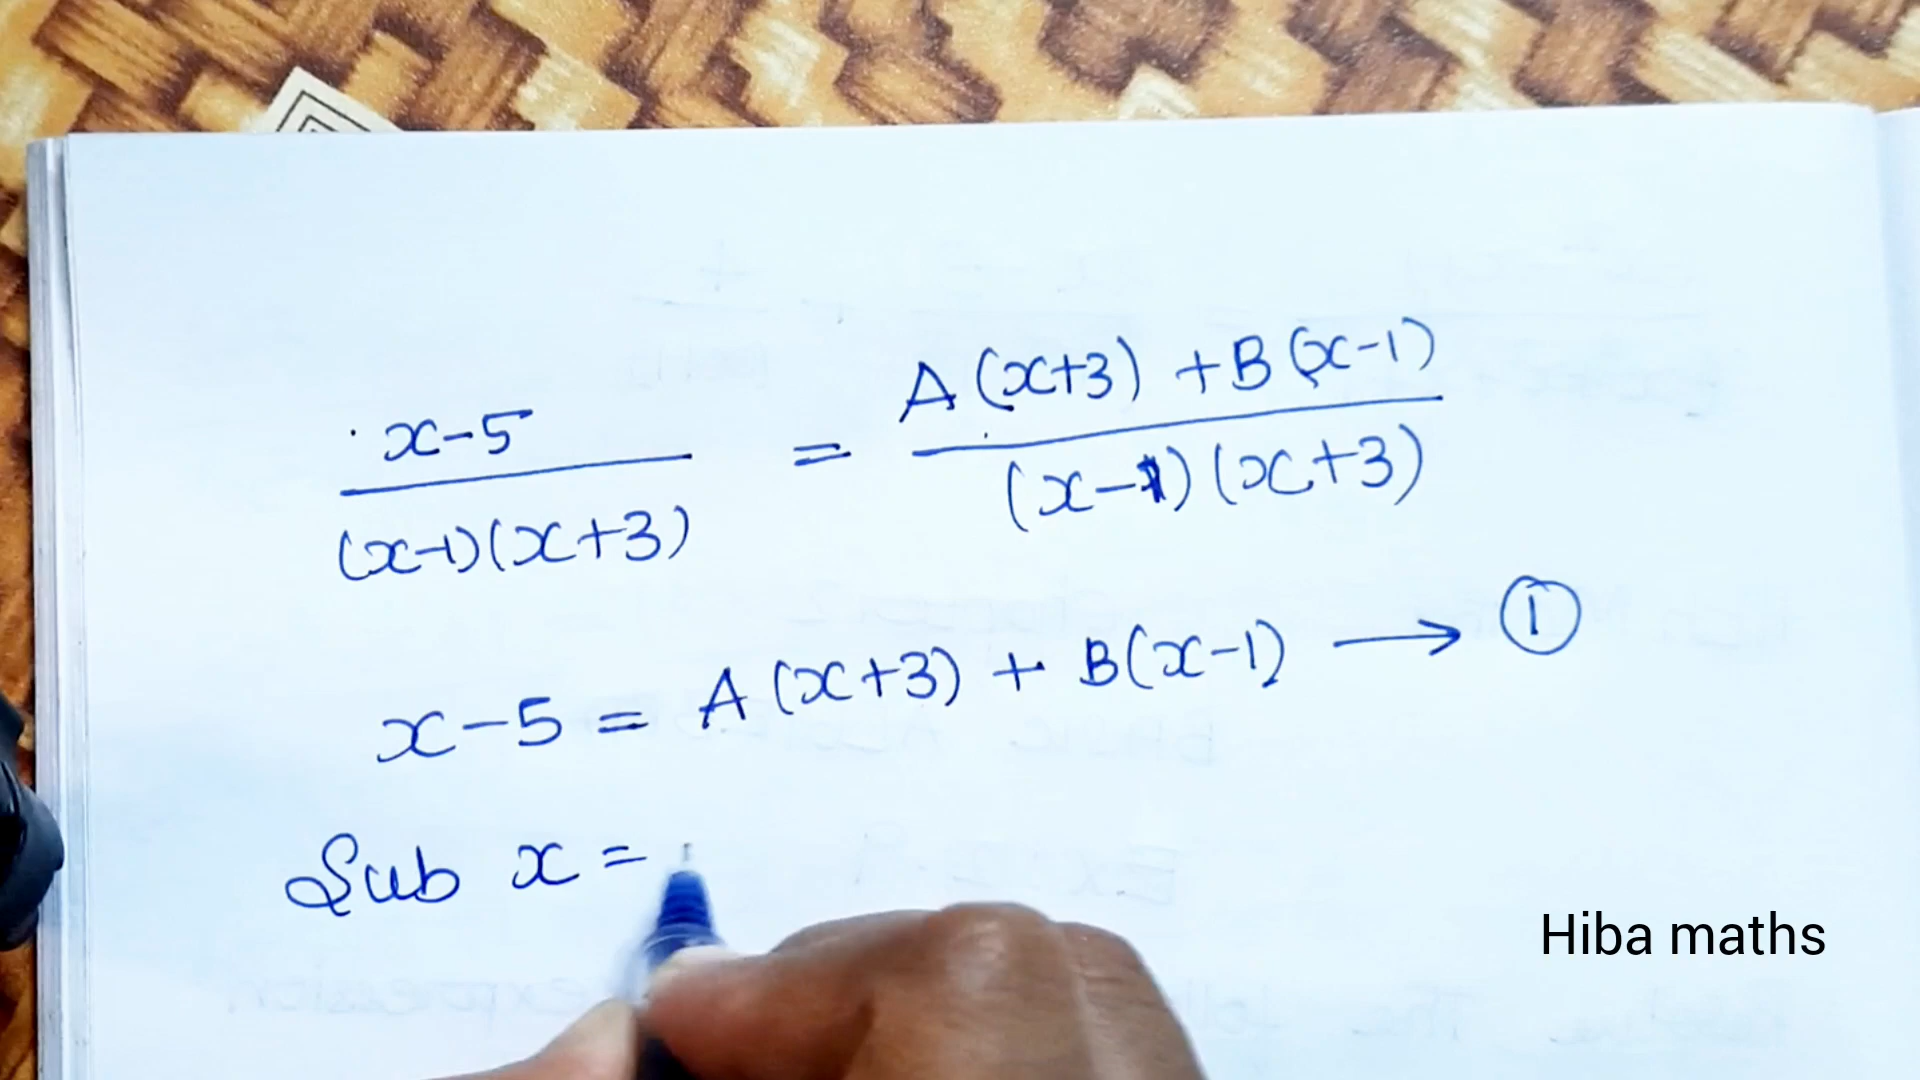 x-5 / (x-1)(x+3) = A(x+3) + B(x-1) / (x-1)(x+3)
x-5 = A(x+3) + B(x-1) → ①
Sub x =
Hiba maths